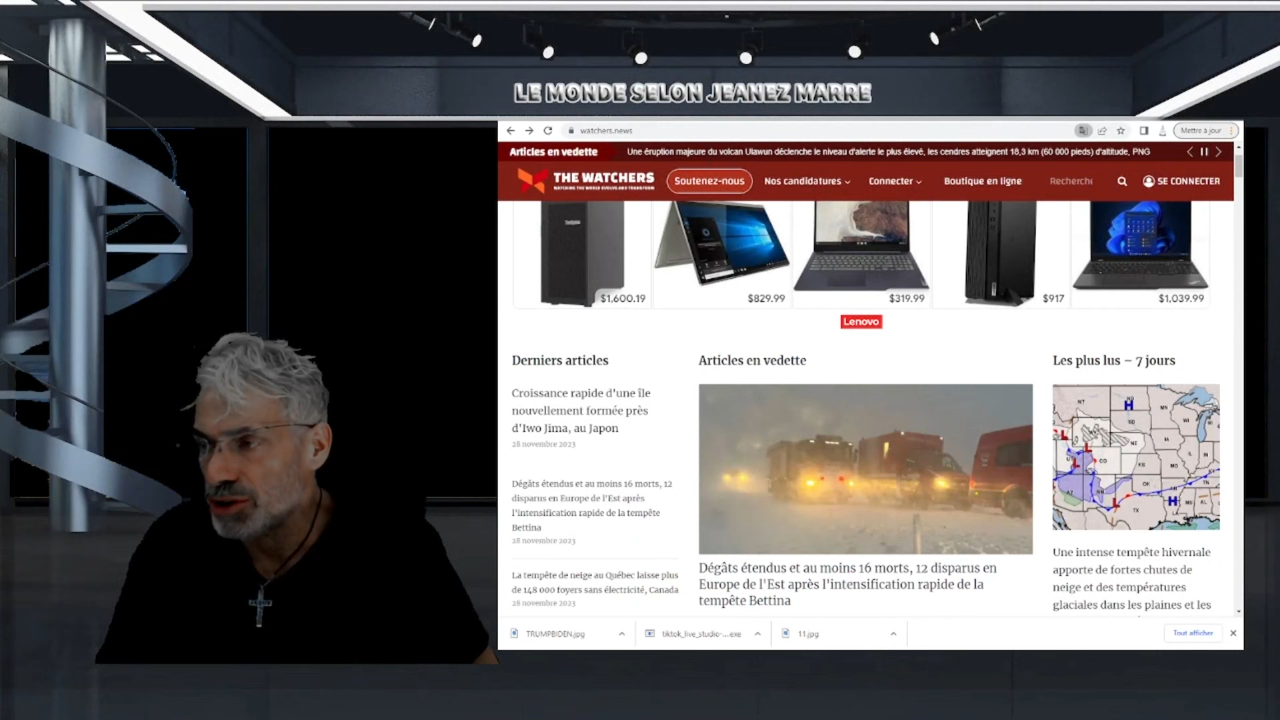 LE MONDE SELON JEANEZ MARRE
watchers.news
Mettre à jour
Articles en vedette
Une éruption majeure du volcan Ulawun déclenche le niveau d'alerte le plus élevé, les cendres atteignent 18,3 km (60 000 pieds) d'altitude, PNG
THE WATCHERS
WATCHING THE WORLD EVOLVE AND TRANSFORM
Soutenez-nous
Nos candidatures
Connecter
Boutique en ligne
Recherche
SE CONNECTER
$1,600.19
$829.99
$319.99
$917
$1,039.99
Lenovo
Derniers articles
Croissance rapide d'une île
nouvellement formée près
d'Iwo Jima, au Japon
28 novembre 2023
Dégâts étendus et au moins 16 morts, 12
disparus en Europe de l'Est après
l'intensification rapide de la tempête
Bettina
28 novembre 2023
La tempête de neige au Québec laisse plus
de 148 000 foyers sans électricité, Canada
28 novembre 2023
Articles en vedette
Dégâts étendus et au moins 16 morts, 12 disparus en
Europe de l'Est après l'intensification rapide de la
tempête Bettina
Les plus lus – 7 jours
Une intense tempête hivernale
apporte de fortes chutes de
neige et des températures
glaciales dans les plaines et les
TRUMPBIDEN.jpg
tiktok_live_studio-....exe
11.jpg
Tout afficher